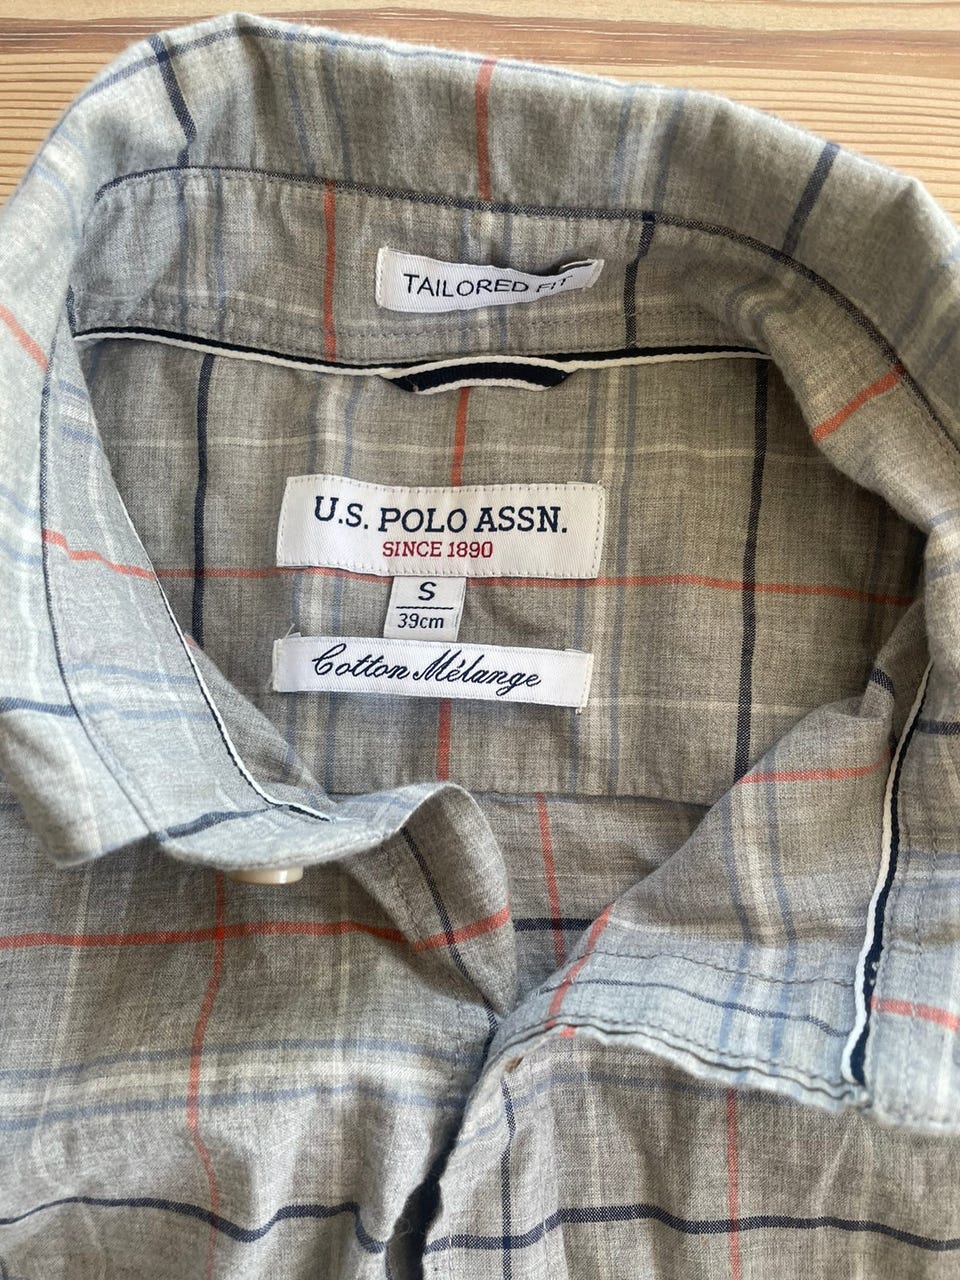 TAILORED FIT
U.S. POLO ASSN.
SINCE 1890
S
39cm
Cotton Mélange